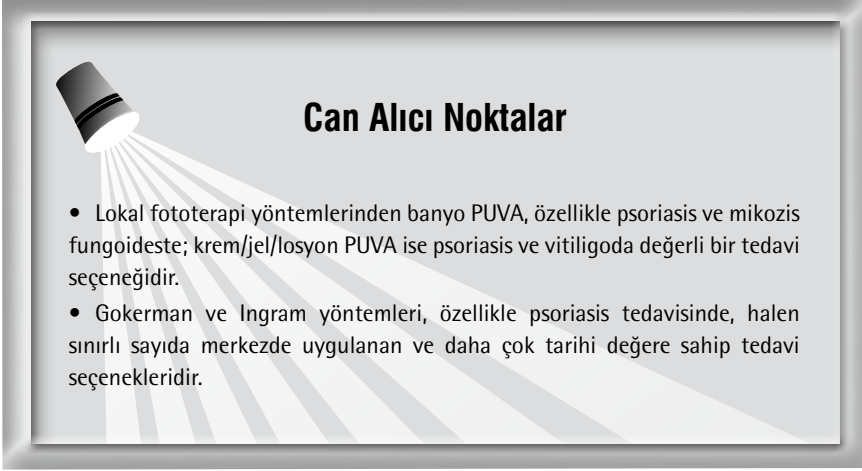 Can Alıcı Noktalar
• Lokal fototerapi yöntemlerinden banyo PUVA, özellikle psoriasis ve mikozis
fungoideste; krem/jel/losyon PUVA ise psoriasis ve vitiligoda değerli bir tedavi
seçeneğidir.
• Gokerman ve Ingram yöntemleri, özellikle psoriasis tedavisinde, halen
sınırlı sayıda merkezde uygulanan ve daha çok tarihi değere sahip tedavi
seçenekleridir.